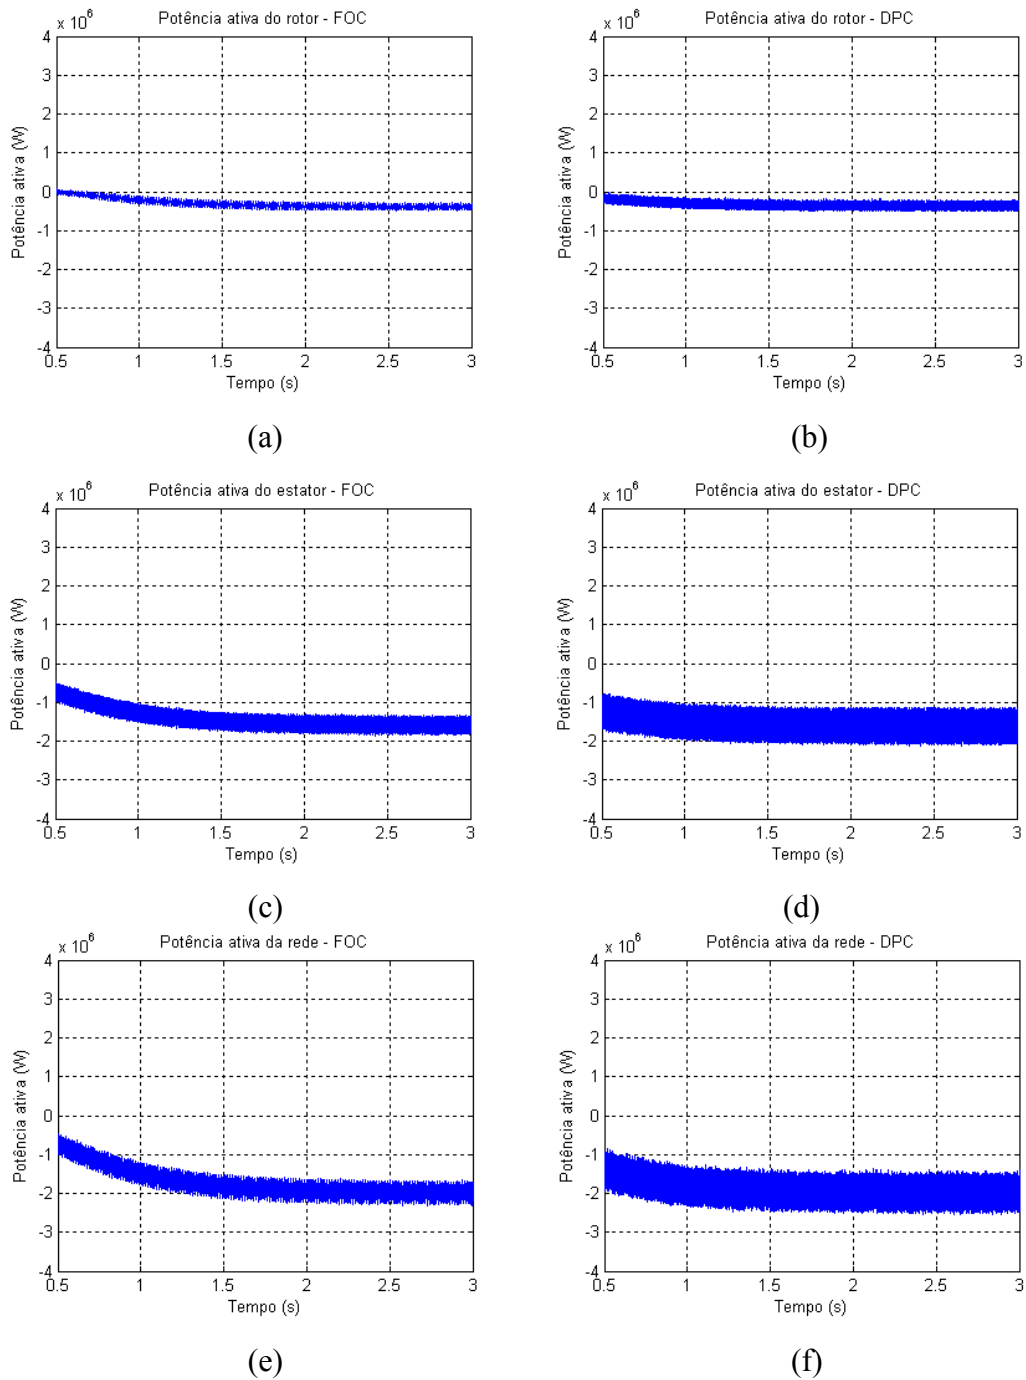 Potência ativa do rotor - FOC
x 10^6
4
3
2
1
0
-1
-2
-3
-4
Potência ativa (W)
0.5 1 1.5 2 2.5 3
Tempo (s)
(a)
Potência ativa do rotor - DPC
x 10^6
4
3
2
1
0
-1
-2
-3
-4
Potência ativa (W)
0.5 1 1.5 2 2.5 3
Tempo (s)
(b)
Potência ativa do estator - FOC
x 10^6
4
3
2
1
0
-1
-2
-3
-4
Potência ativa (W)
0.5 1 1.5 2 2.5 3
Tempo (s)
(c)
Potência ativa do estator - DPC
x 10^6
4
3
2
1
0
-1
-2
-3
-4
Potência ativa (W)
0.5 1 1.5 2 2.5 3
Tempo (s)
(d)
Potência ativa da rede - FOC
x 10^6
4
3
2
1
0
-1
-2
-3
-4
Potência ativa (W)
0.5 1 1.5 2 2.5 3
Tempo (s)
(e)
Potência ativa da rede - DPC
x 10^6
4
3
2
1
0
-1
-2
-3
-4
Potência ativa (W)
0.5 1 1.5 2 2.5 3
Tempo (s)
(f)